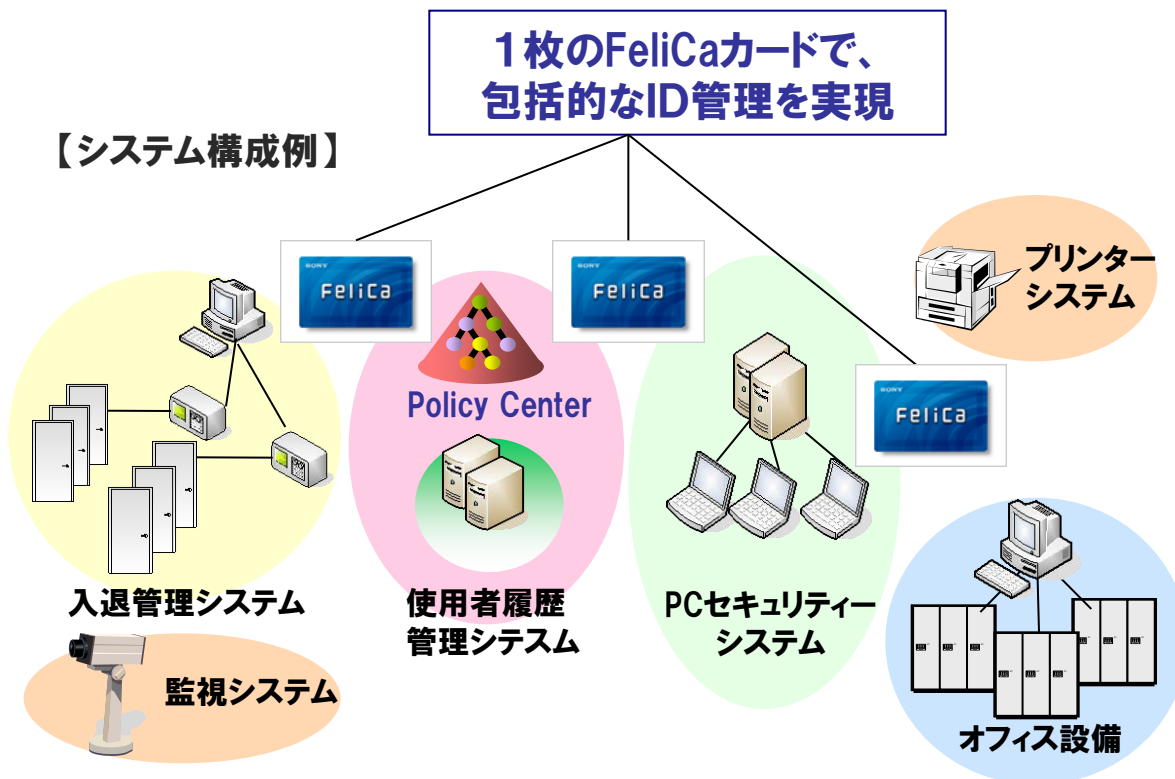 １枚のFeliCaカードで、
包括的なID管理を実現
【システム構成例】
SONY
FeliCa
SONY
FeliCa
プリンター
システム
Policy Center
SONY
FeliCa
入退管理システム
使用者履歴
管理シテスム
PCセキュリティー
システム
監視システム
オフィス設備